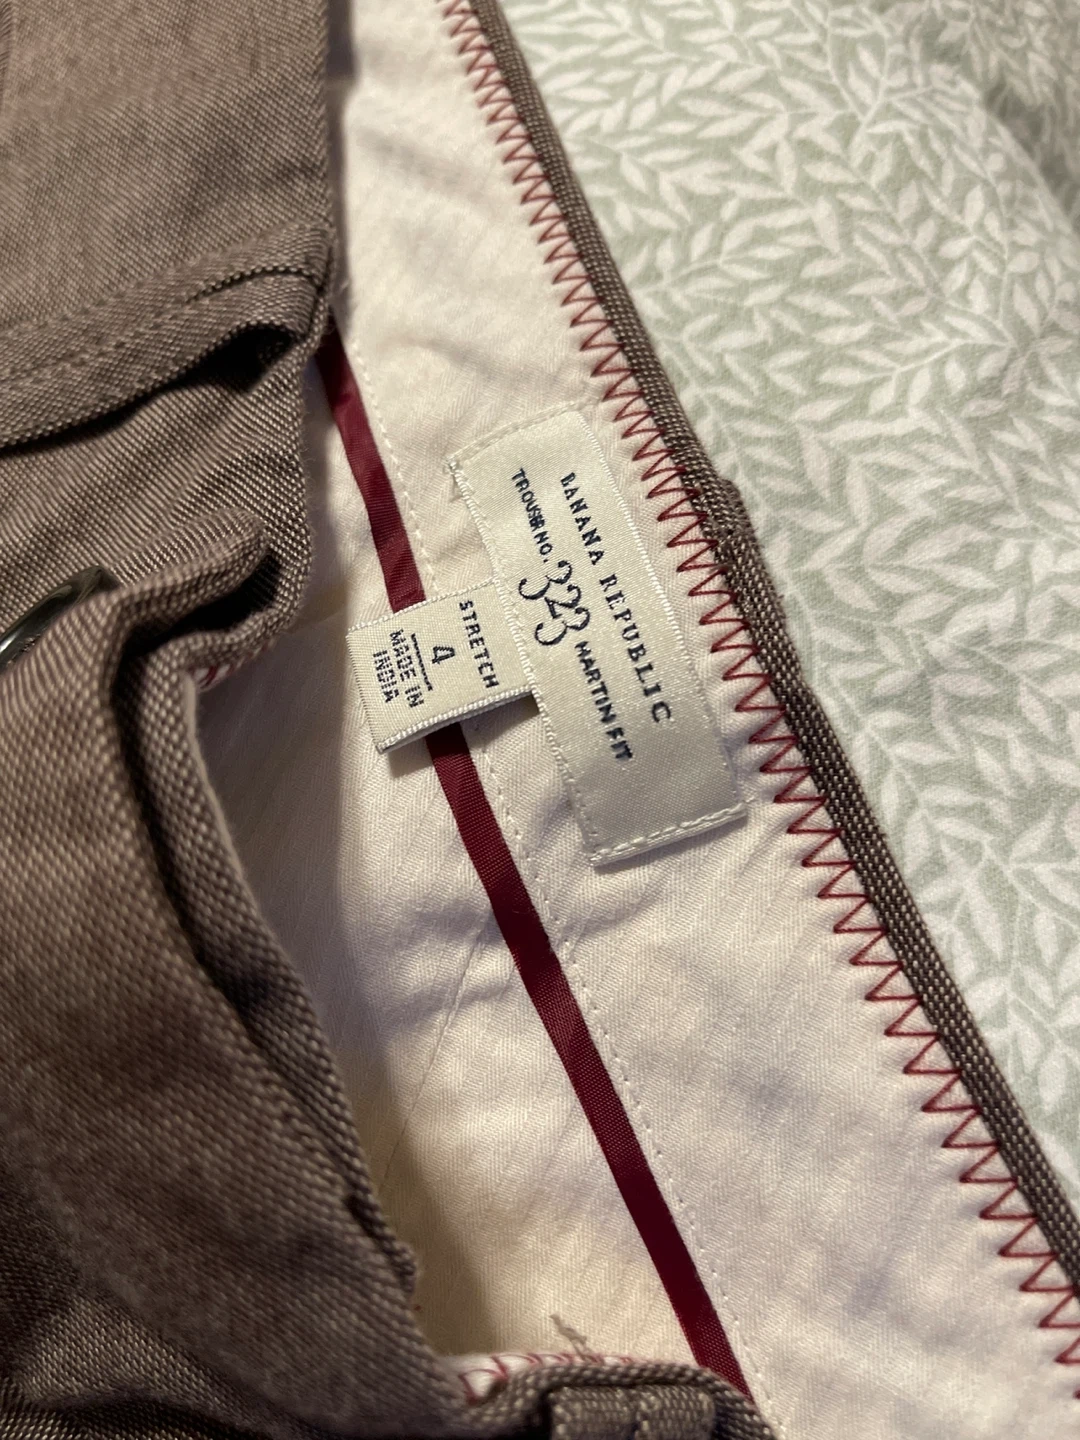 BANANA REPUBLIC
TROUSER NO. 323 MARTIN FIT
STRETCH
4
MADE IN
INDIA